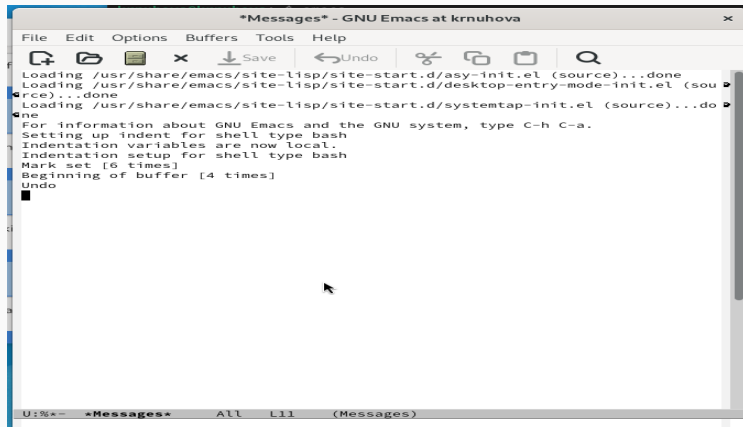 *Messages* - GNU Emacs at krnuhova
File Edit Options Buffers Tools Help
Save Undo
Loading /usr/share/emacs/site-lisp/site-start.d/asy-init.el (source)...done
Loading /usr/share/emacs/site-lisp/site-start.d/desktop-entry-mode-init.el (sou
rce)...done
Loading /usr/share/emacs/site-lisp/site-start.d/systemtap-init.el (source)...do
ne
For information about GNU Emacs and the GNU system, type C-h C-a.
Setting up indent for shell type bash
Indentation variables are now local.
Indentation setup for shell type bash
Mark set [6 times]
Beginning of buffer [4 times]
Undo
U:%*- *Messages* All L11 (Messages)